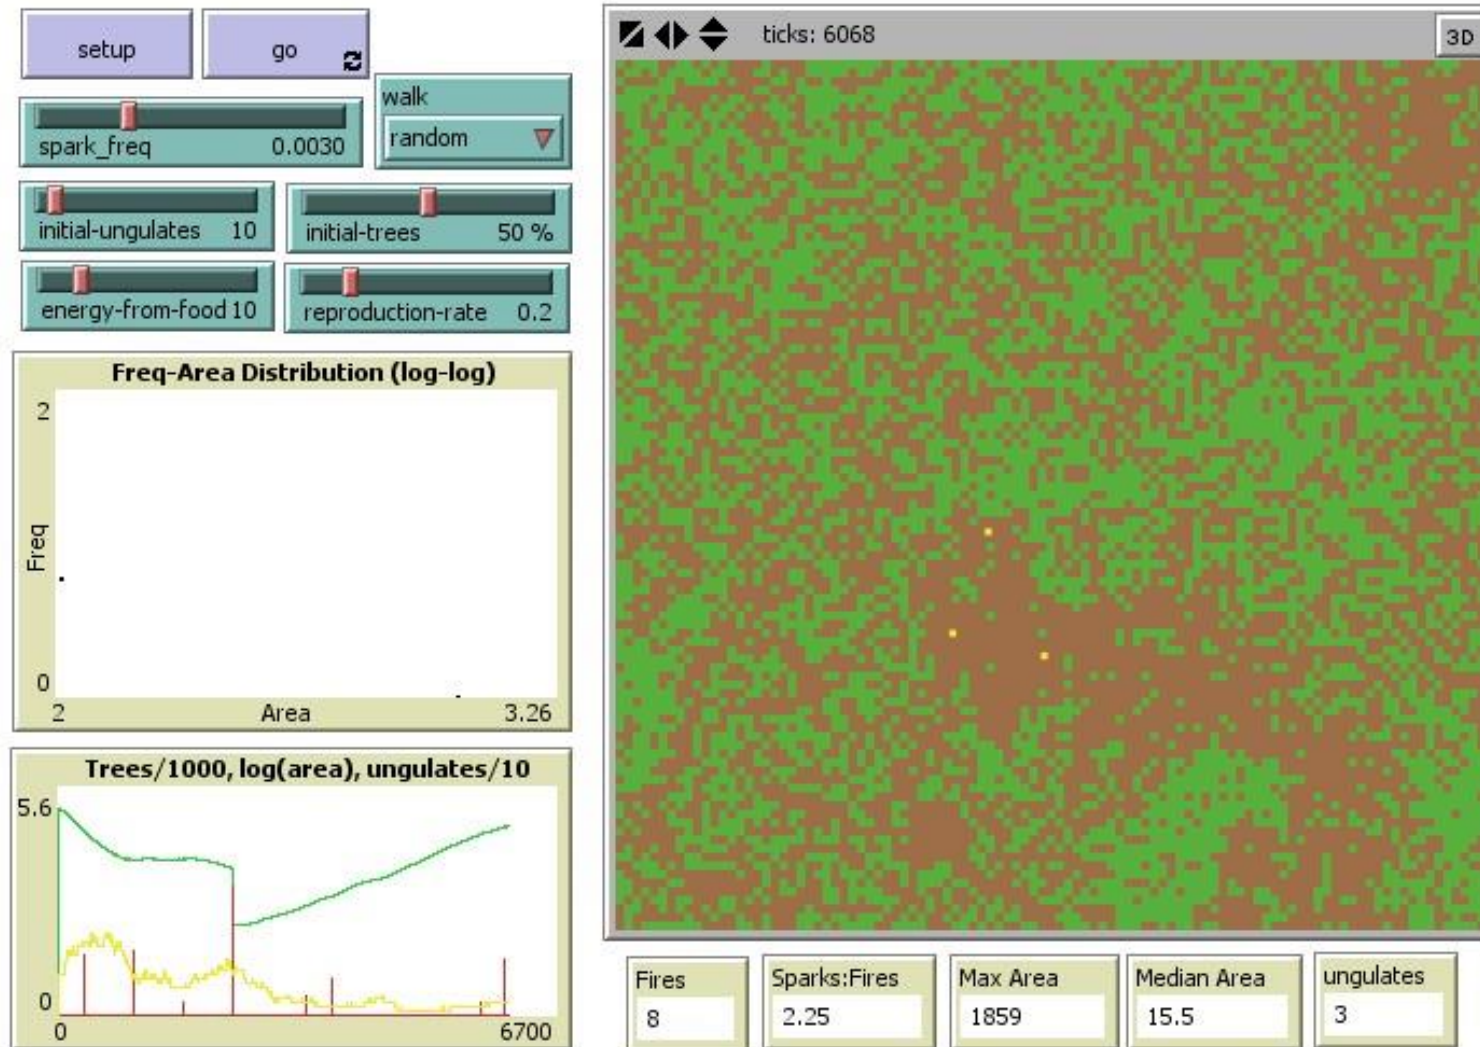 setup
go
ticks: 6068
3D
walk
random
spark_freq 0.0030
initial-ungulates 10
initial-trees 50 %
energy-from-food 10
reproduction-rate 0.2
Freq-Area Distribution (log-log)
2
Freq
0
2
Area
3.26
Trees/1000, log(area), ungulates/10
5.6
0
0
6700
Fires
8
Sparks:Fires
2.25
Max Area
1859
Median Area
15.5
ungulates
3